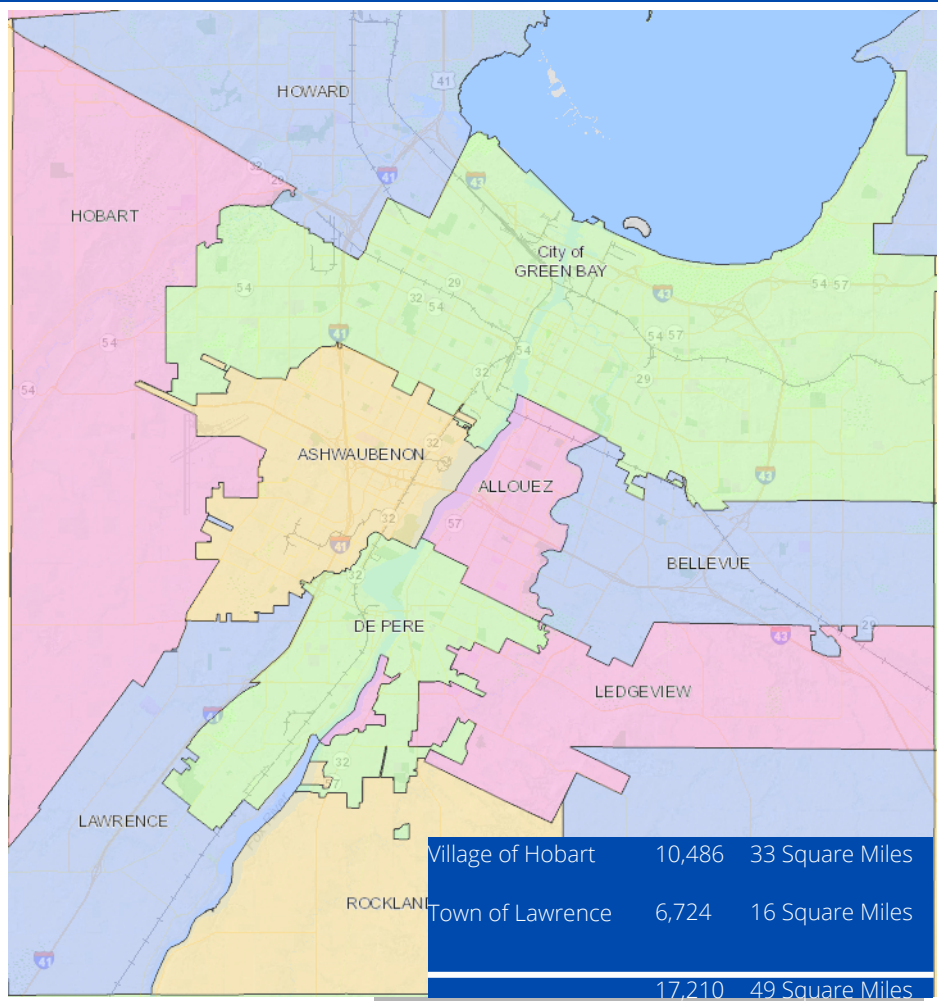 HOWARD
41
41
43
32
29
HOBART
City of
GREEN BAY
54
29
32
54
43
54 57
41
54 57
54
54
32
29
54
ASHWAUBENON
32
ALLOUEZ
43
32
57
41
BELLEVUE
32
DE PERE
29
43
LEDGEVIEW
41
32
57
LAWRENCE
ROCKLAN
41
Village of Hobart 10,486 33 Square Miles
Town of Lawrence 6,724 16 Square Miles
17,210 49 Square Miles